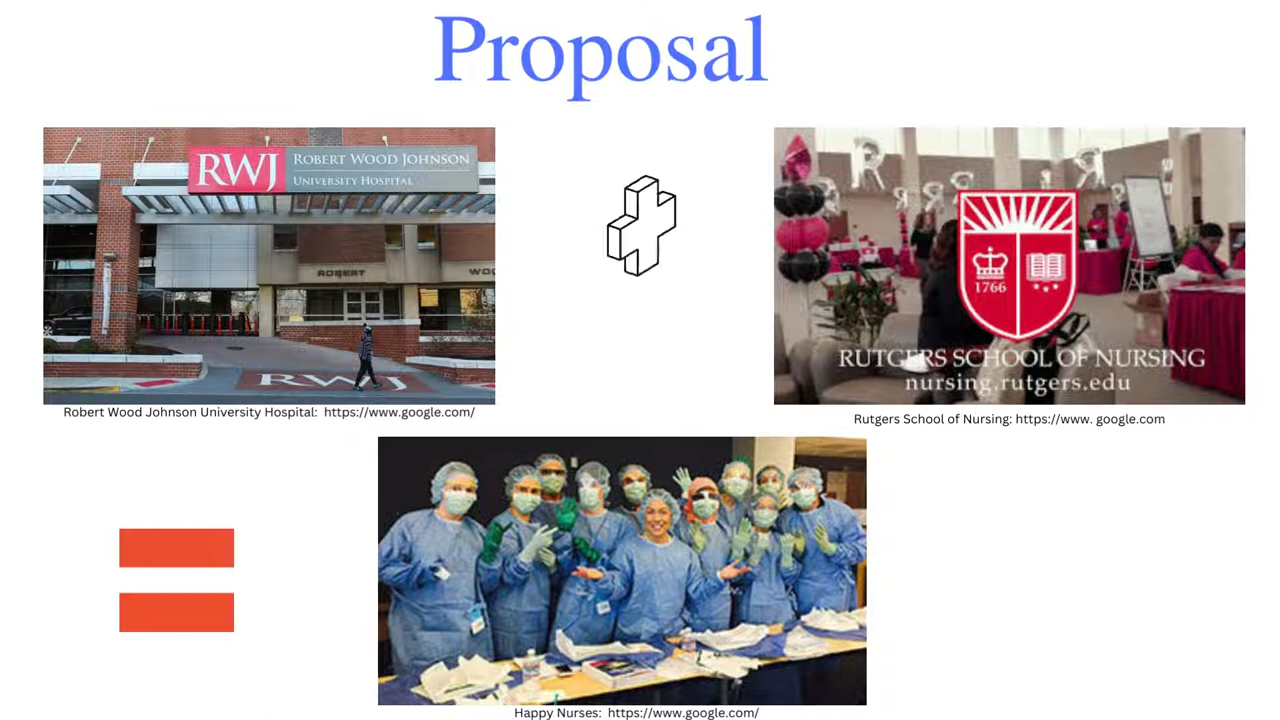 Proposal
RWJ
ROBERT WOOD JOHNSON
UNIVERSITY HOSPITAL
ROBERT
WOO
RWJ
R
R
1766
RUTGERS SCHOOL OF NURSING
nursing.rutgers.edu
Robert Wood Johnson University Hospital: https://www.google.com/
Rutgers School of Nursing: https://www. google.com
Happy Nurses: https://www.google.com/